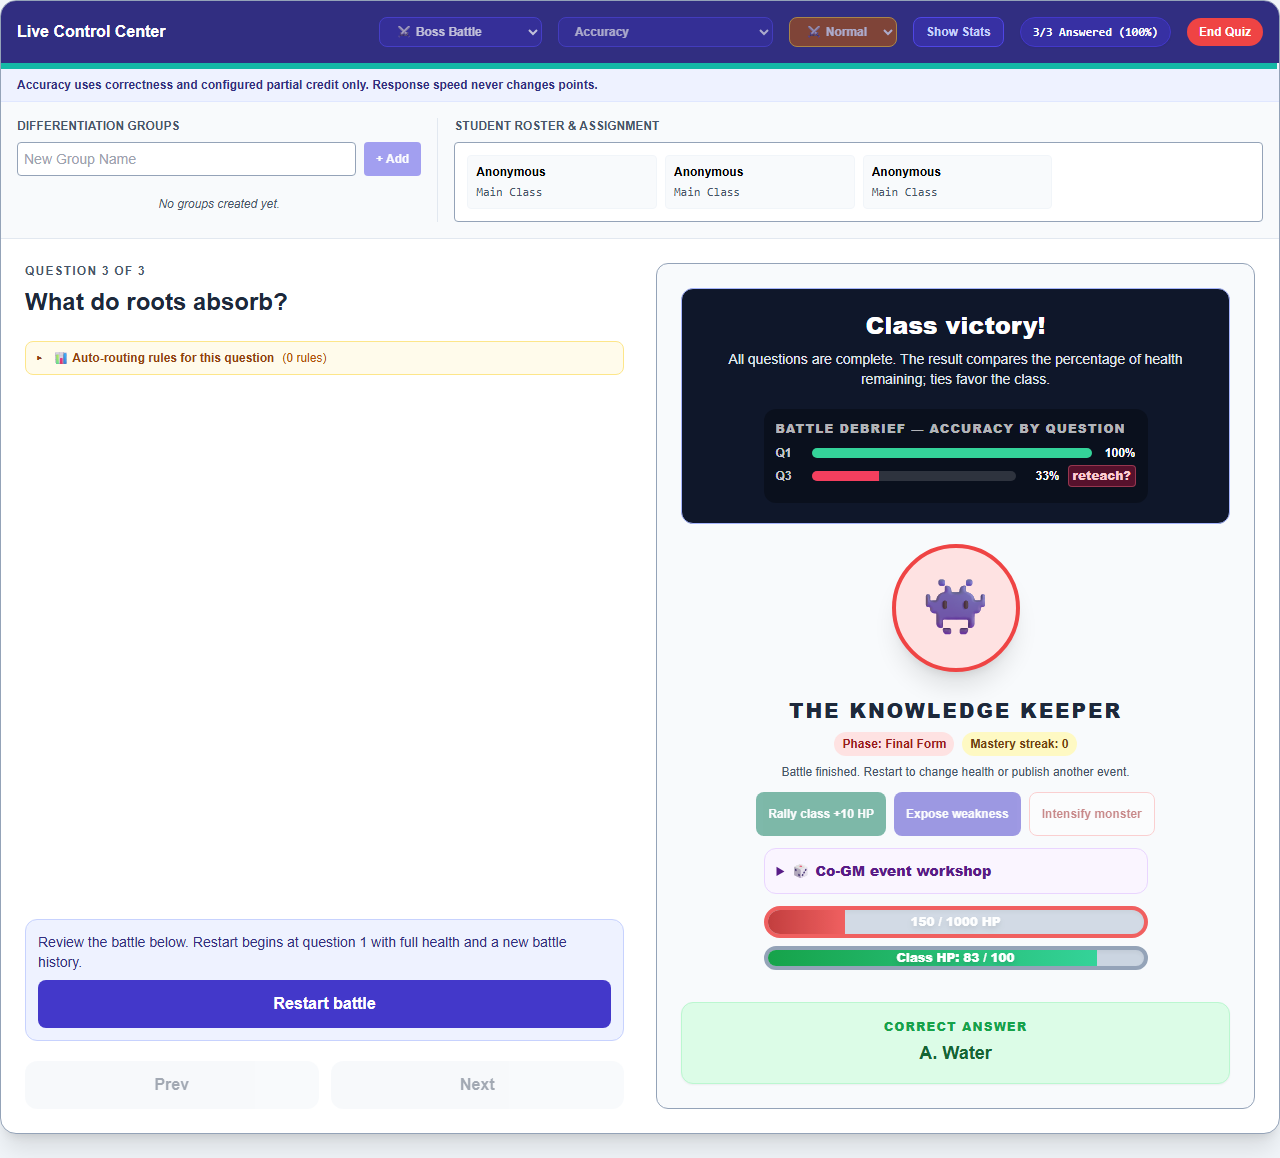 Live Control Center
Boss Battle
Accuracy
Normal
Show Stats
3/3 Answered (100%)
End Quiz
Accuracy uses correctness and configured partial credit only. Response speed never changes points.
DIFFERENTIATION GROUPS
New Group Name
+ Add
No groups created yet.
STUDENT ROSTER & ASSIGNMENT
Anonymous
Main Class
Anonymous
Main Class
Anonymous
Main Class
QUESTION 3 OF 3
What do roots absorb?
Auto-routing rules for this question (0 rules)
Review the battle below. Restart begins at question 1 with full health and a new battle
history.
Restart battle
Prev
Next
Class victory!
All questions are complete. The result compares the percentage of health
remaining; ties favor the class.
BATTLE DEBRIEF — ACCURACY BY QUESTION
Q1 100%
Q3 33% reteach?
THE KNOWLEDGE KEEPER
Phase: Final Form
Mastery streak: 0
Battle finished. Restart to change health or publish another event.
Rally class +10 HP
Expose weakness
Intensify monster
Co-GM event workshop
150 / 1000 HP
Class HP: 83 / 100
CORRECT ANSWER
A. Water